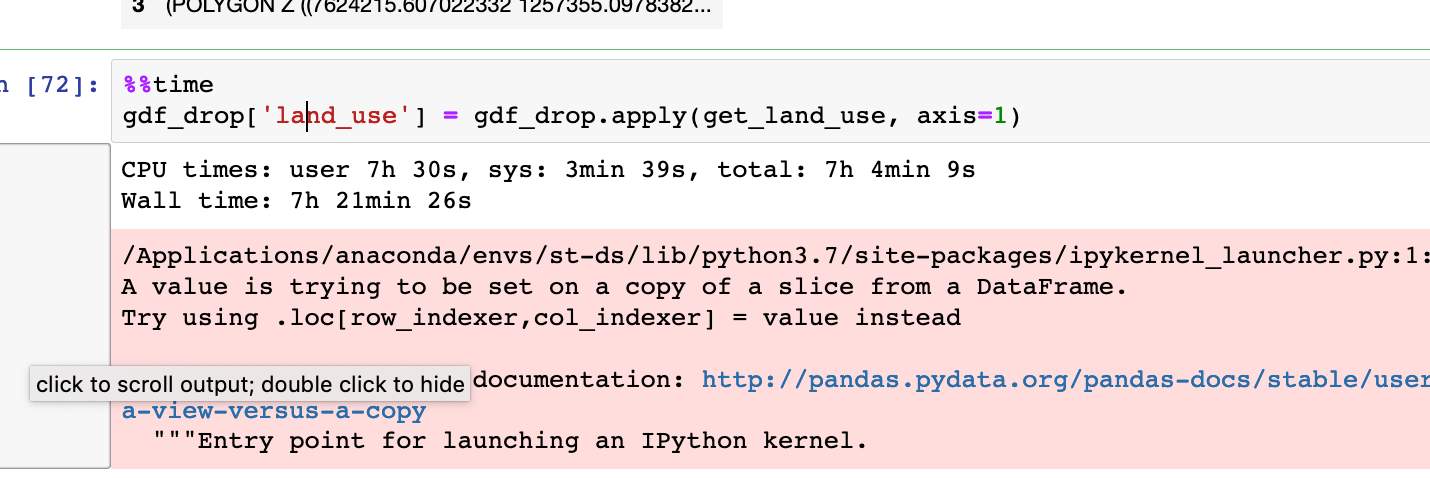 3 (POLYGON Z ((7624215.607022332 1257355.0978382...
n [72]:
%%time
gdf_drop['land_use'] = gdf_drop.apply(get_land_use, axis=1)
CPU times: user 7h 30s, sys: 3min 39s, total: 7h 4min 9s
Wall time: 7h 21min 26s
/Applications/anaconda/envs/st-ds/lib/python3.7/site-packages/ipykernel_launcher.py:1:
A value is trying to be set on a copy of a slice from a DataFrame.
Try using .loc[row_indexer,col_indexer] = value instead
click to scroll output; double click to hide
documentation: http://pandas.pydata.org/pandas-docs/stable/user
a-view-versus-a-copy
"""Entry point for launching an IPython kernel.